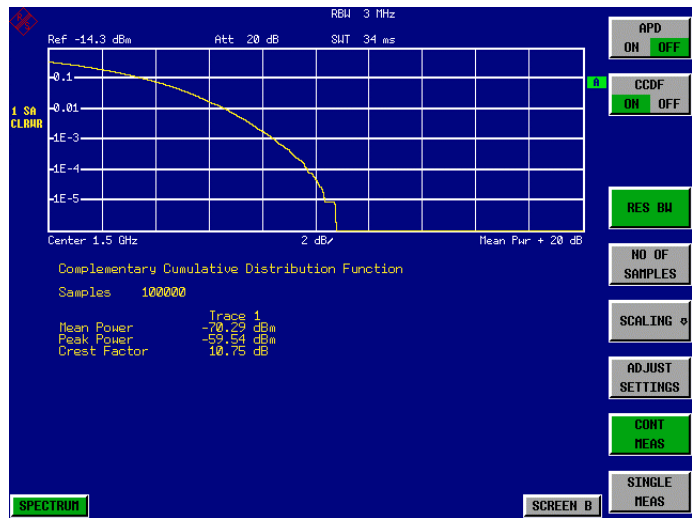 RBW 3 MHz
Ref -14.3 dBm Att 20 dB SWT 34 ms
0.1
0.01
1E-3
1E-4
1E-5
A
1 SA
CLRWR
Center 1.5 GHz 2 dB/ Mean Pwr + 20 dB
Complementary Cumulative Distribution Function
Samples 100000
Trace 1
Mean Power -70.29 dBm
Peak Power -59.54 dBm
Crest Factor 10.75 dB
APD
ON OFF
CCDF
ON OFF
RES BW
NO OF
SAMPLES
SCALING
ADJUST
SETTINGS
CONT
MEAS
SINGLE
MEAS
SPECTRUM
SCREEN B